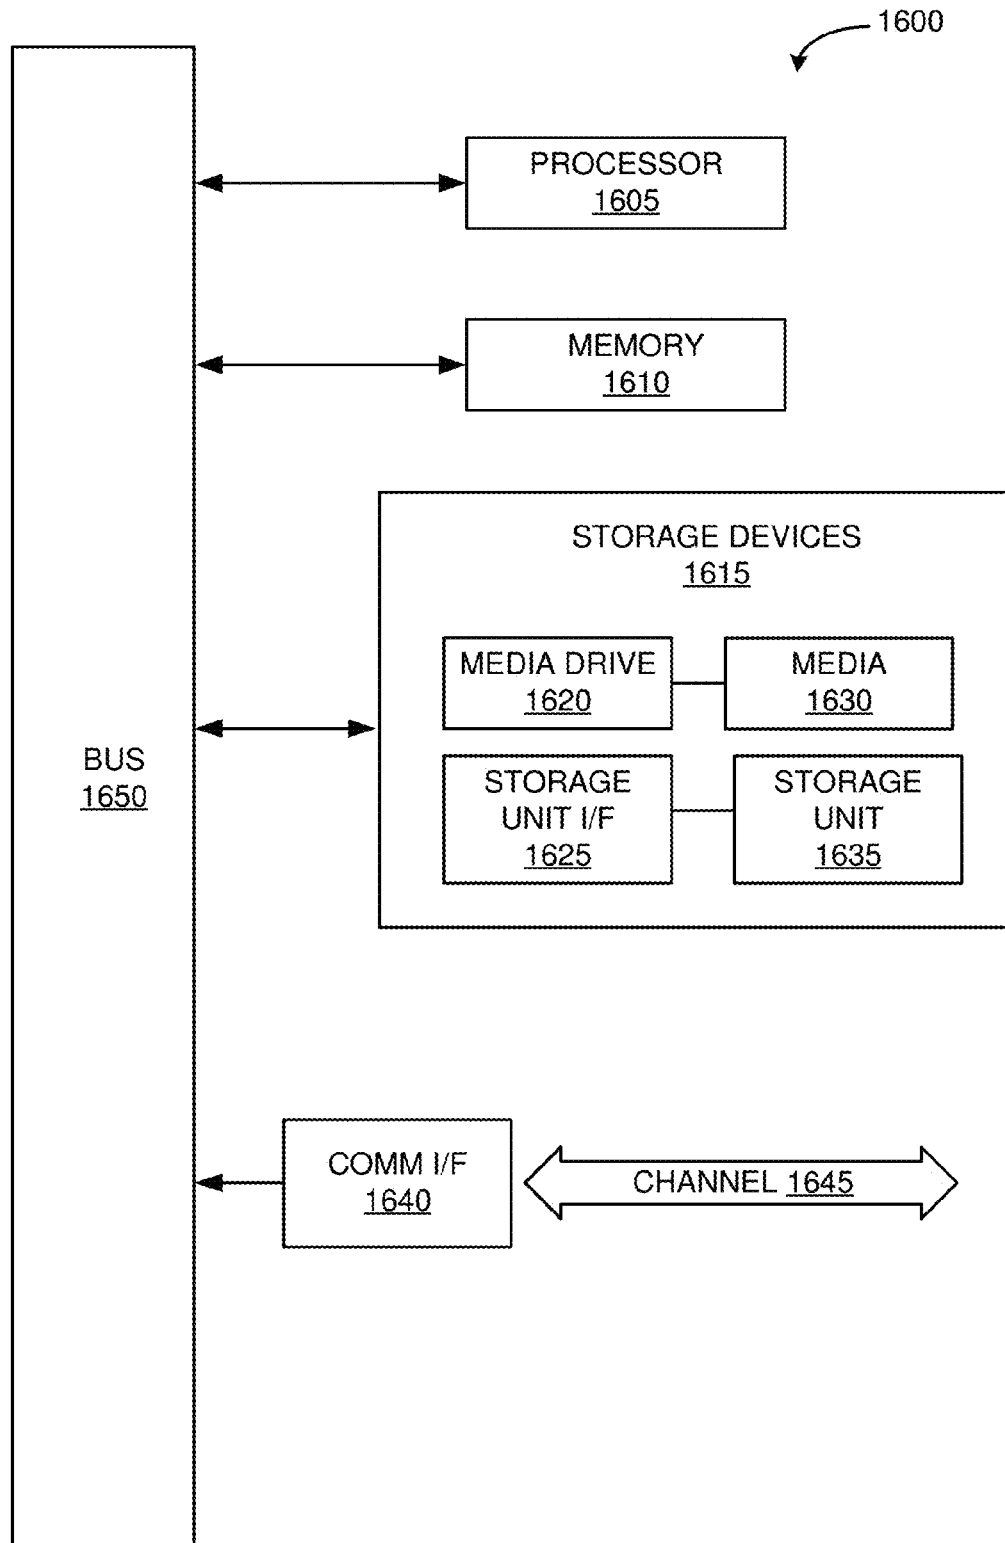 1600
PROCESSOR
1605
MEMORY
1610
STORAGE DEVICES
1615
MEDIA DRIVE
1620
MEDIA
1630
BUS
1650
STORAGE
UNIT I/F
1625
STORAGE
UNIT
1635
COMM I/F
1640
CHANNEL 1645